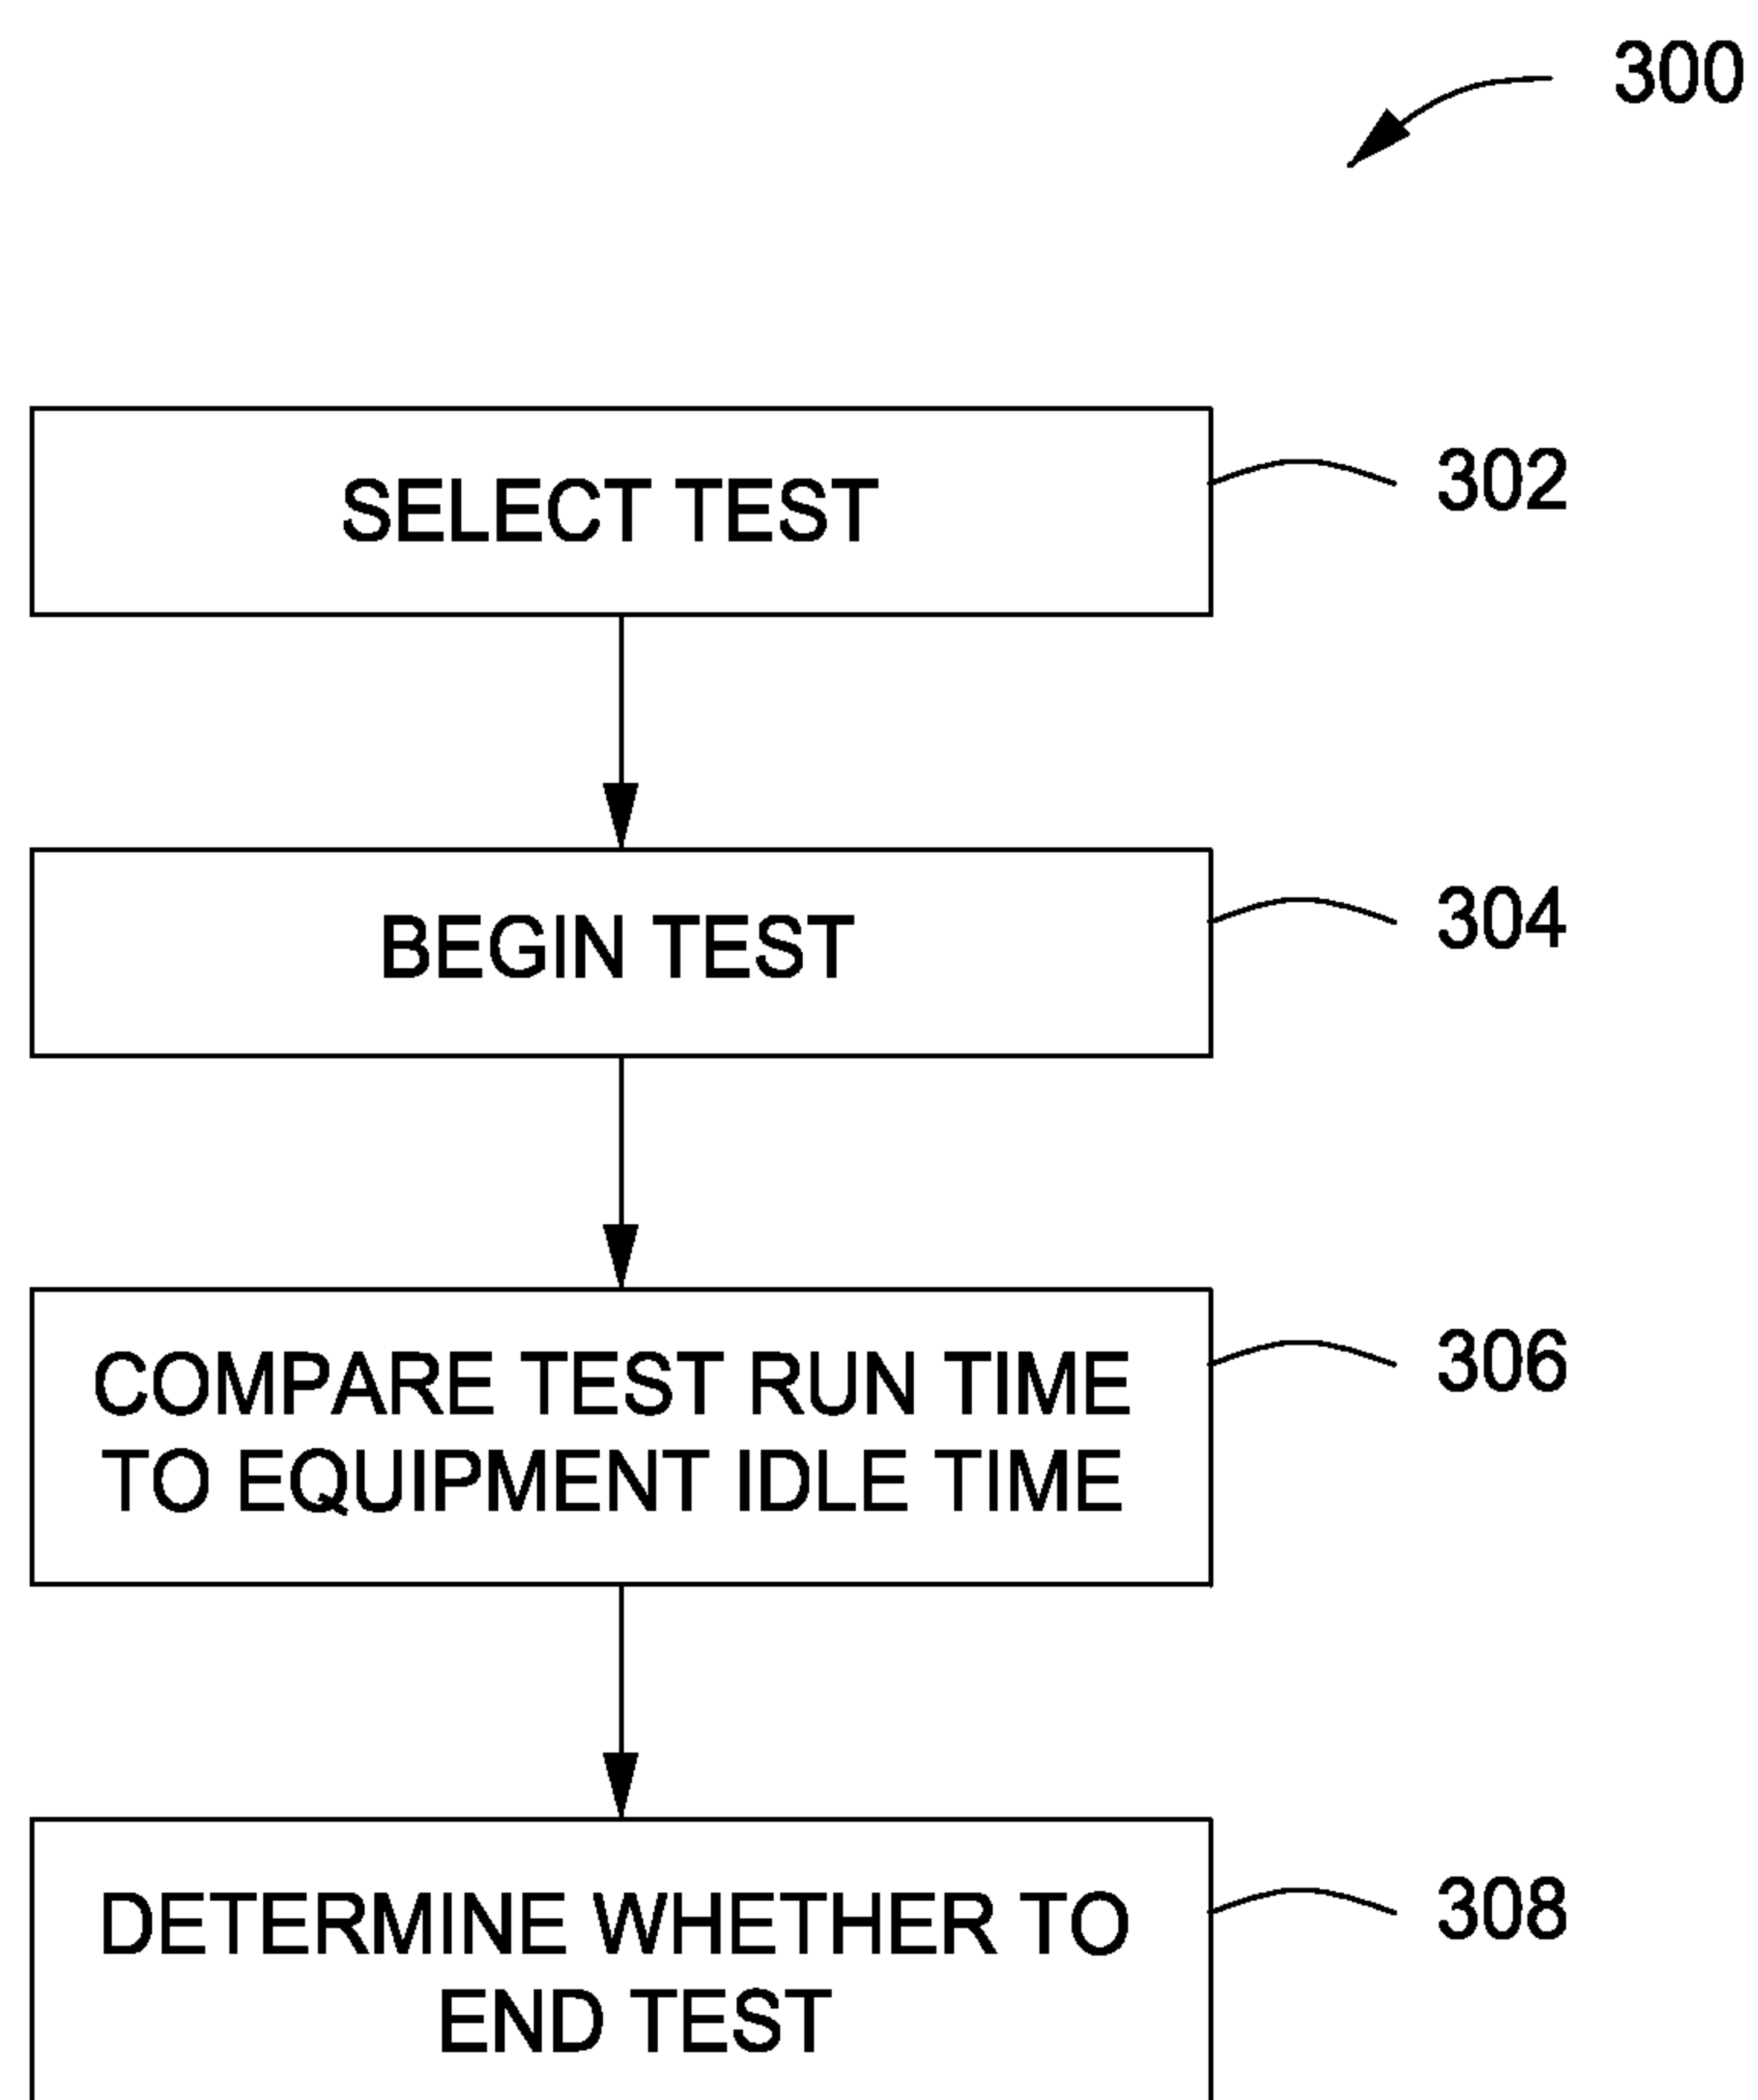 300
SELECT TEST
302
BEGIN TEST
304
COMPARE TEST RUN TIME
TO EQUIPMENT IDLE TIME
306
DETERMINE WHETHER TO
END TEST
308